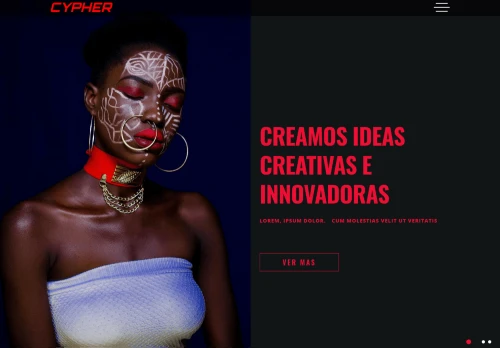 CYPHER
CREAMOS IDEAS
CREATIVAS E
INNOVADORAS
LOREM, IPSUM DOLOR. CUM MOLESTIAS VELIT UT VERITATIS
VER MAS